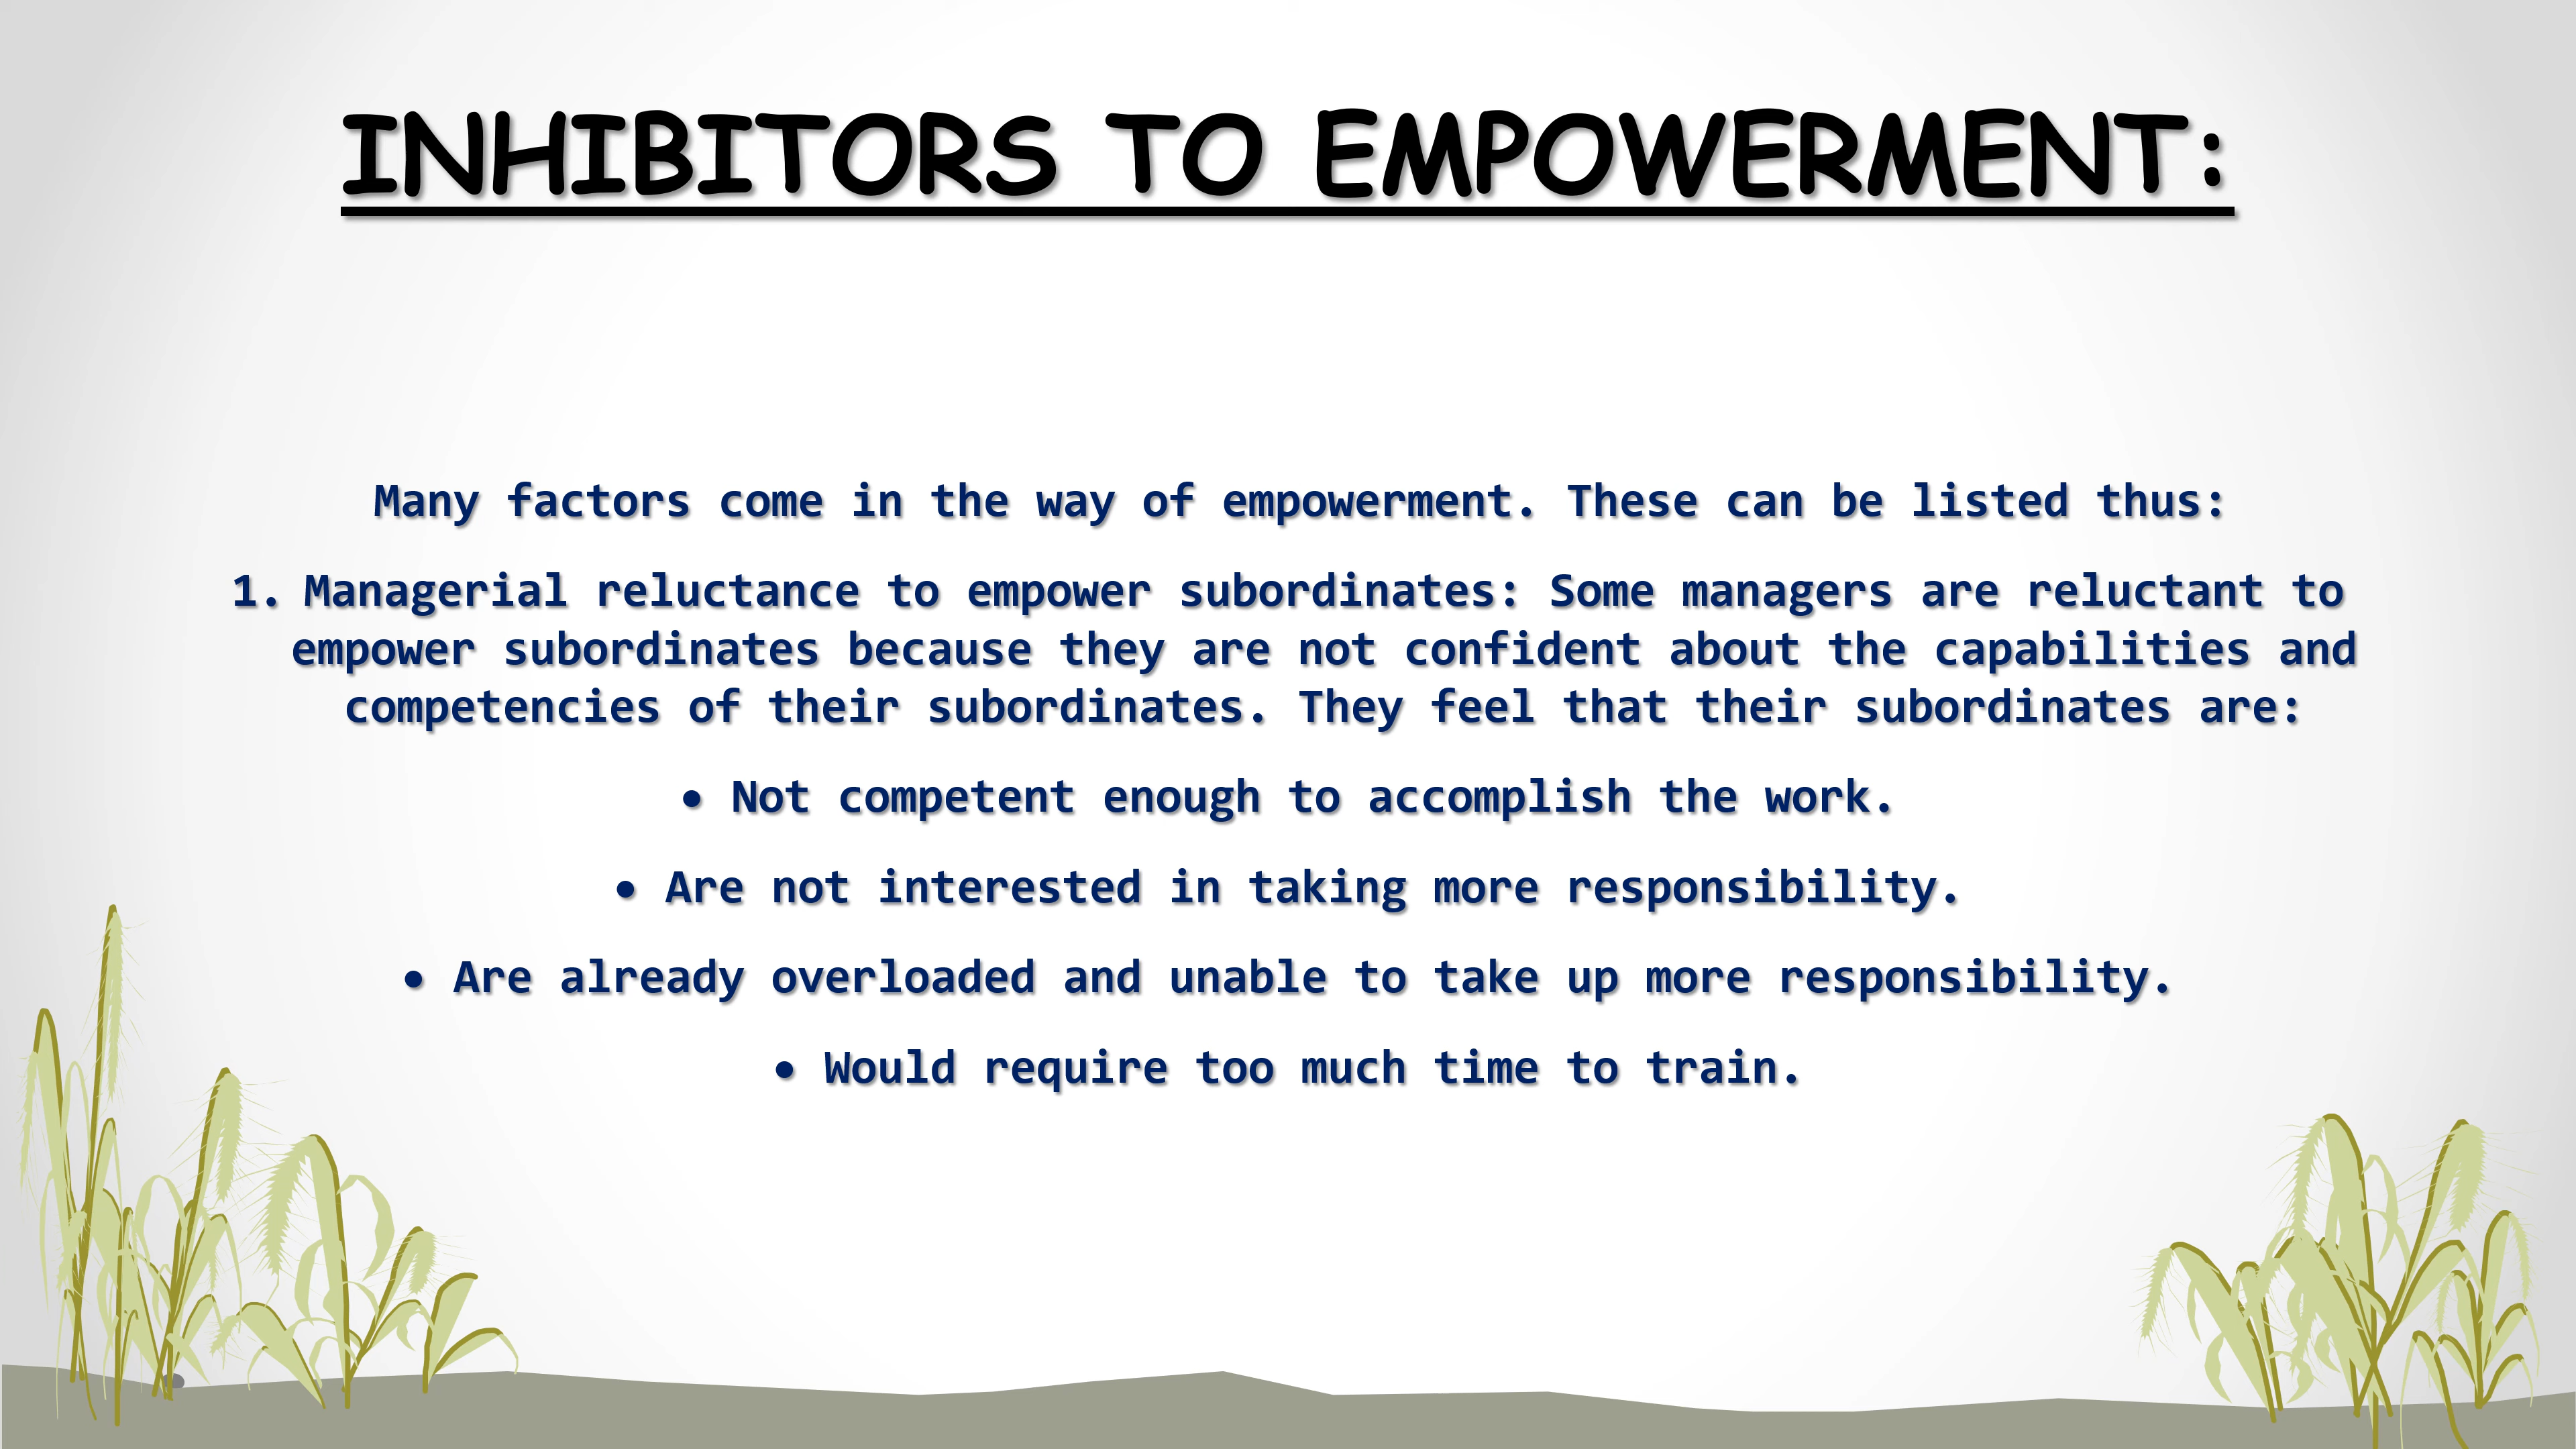 INHIBITORS TO EMPOWERMENT:
Many factors come in the way of empowerment. These can be listed thus:
1. Managerial reluctance to empower subordinates: Some managers are reluctant to
empower subordinates because they are not confident about the capabilities and
competencies of their subordinates. They feel that their subordinates are:
• Not competent enough to accomplish the work.
• Are not interested in taking more responsibility.
• Are already overloaded and unable to take up more responsibility.
• Would require too much time to train.